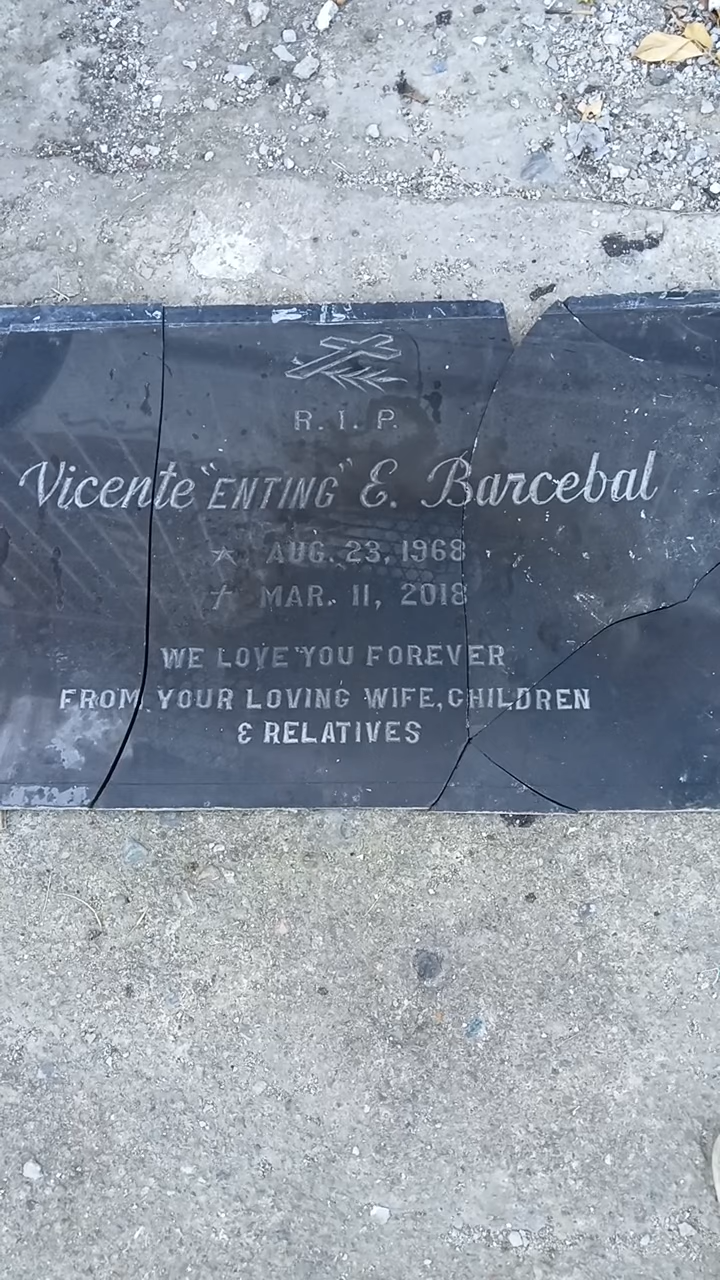 R. I. P.
Vicente "ENTING" E. Barcebal
AUG. 23, 1968
MAR. 11, 2018
WE LOVE YOU FOREVER
FROM YOUR LOVING WIFE, CHILDREN
& RELATIVES